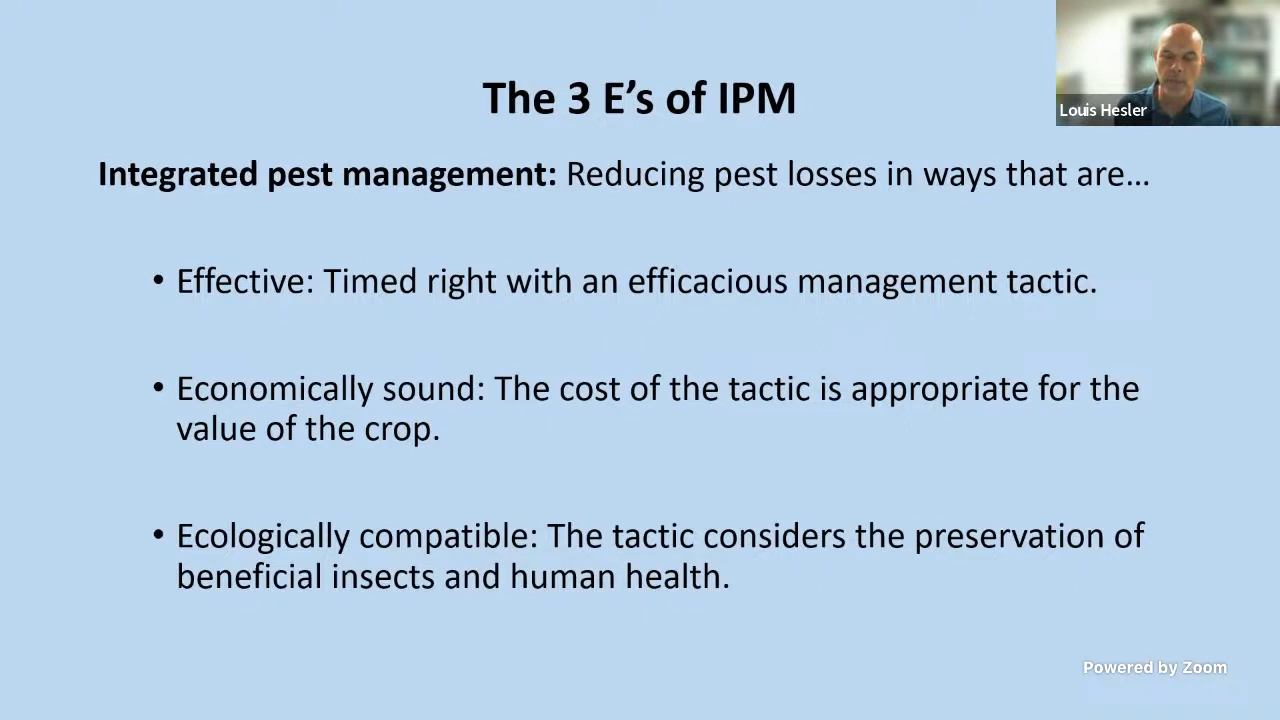 The 3 E’s of IPM
Louis Hesler
Integrated pest management: Reducing pest losses in ways that are…
• Effective: Timed right with an efficacious management tactic.
• Economically sound: The cost of the tactic is appropriate for the
value of the crop.
• Ecologically compatible: The tactic considers the preservation of
beneficial insects and human health.
Powered by Zoom